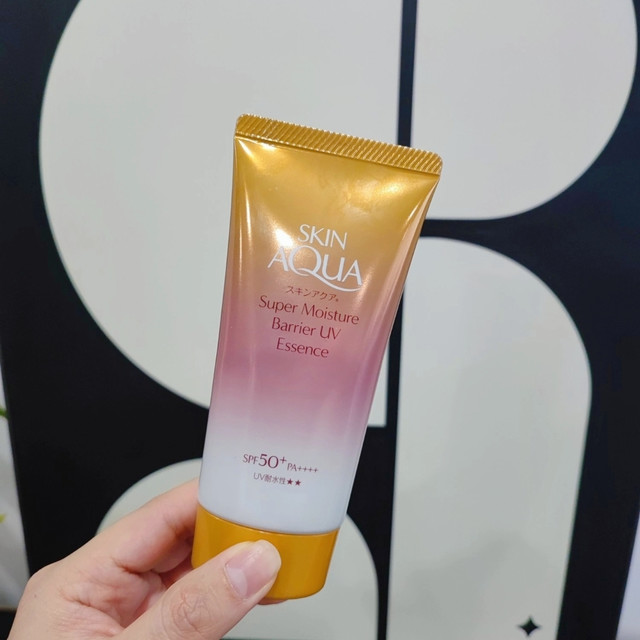 SKIN
AQUA
スキンアクア®
Super Moisture
Barrier UV
Essence
SPF50+ PA++++
UV耐水性★★